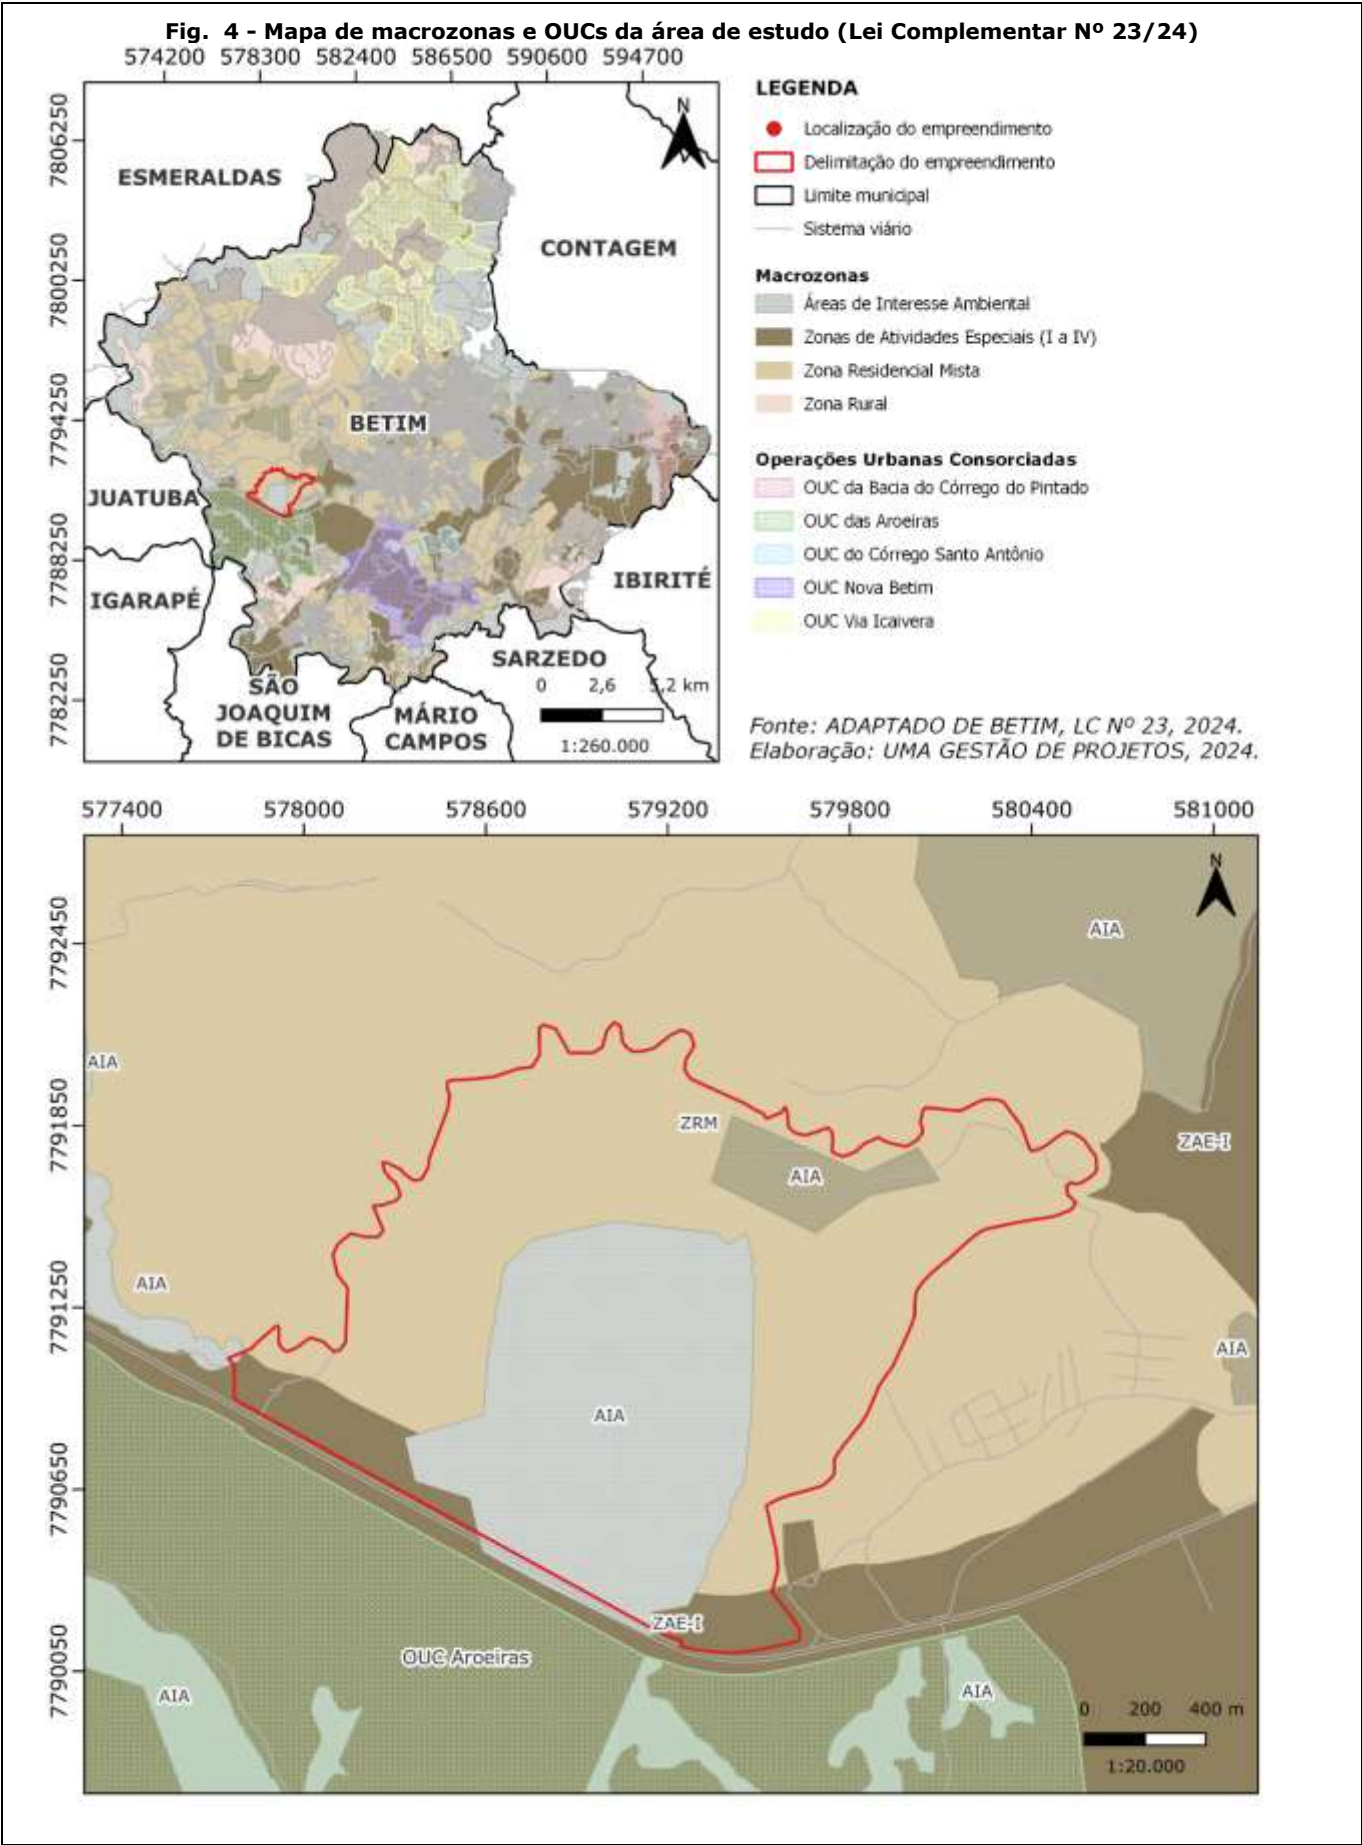 Fig. 4 - Mapa de macrozonas e OUCs da área de estudo (Lei Complementar Nº 23/24)
574200 578300 582400 586500 590600 594700
7806250
7800250
7794250
7788250
7782250
N
ESMERALDAS
CONTAGEM
BETIM
JUATUBA
IGARAPÉ
IBIRITÉ
SARZEDO
SÃO
JOAQUIM
DE BICAS
MÁRIO
CAMPOS
0 2,6 5,2 km
1:260.000
LEGENDA
Localização do empreendimento
Delimitação do empreendimento
Limite municipal
Sistema viário
Macrozonas
Áreas de Interesse Ambiental
Zonas de Atividades Especiais (I a IV)
Zona Residencial Mista
Zona Rural
Operações Urbanas Consorciadas
OUC da Bacia do Córrego do Pintado
OUC das Aroeiras
OUC do Córrego Santo Antônio
OUC Nova Betim
OUC Via Icaivera
Fonte: ADAPTADO DE BETIM, LC Nº 23, 2024.
Elaboração: UMA GESTÃO DE PROJETOS, 2024.
577400 578000 578600 579200 579800 580400 581000
7792450
7791850
7791250
7790650
7790050
N
AIA
AIA
ZRM
ZAE-I
AIA
AIA
AIA
AIA
ZAE-I
OUC Aroeiras
AIA
AIA
0 200 400 m
1:20.000